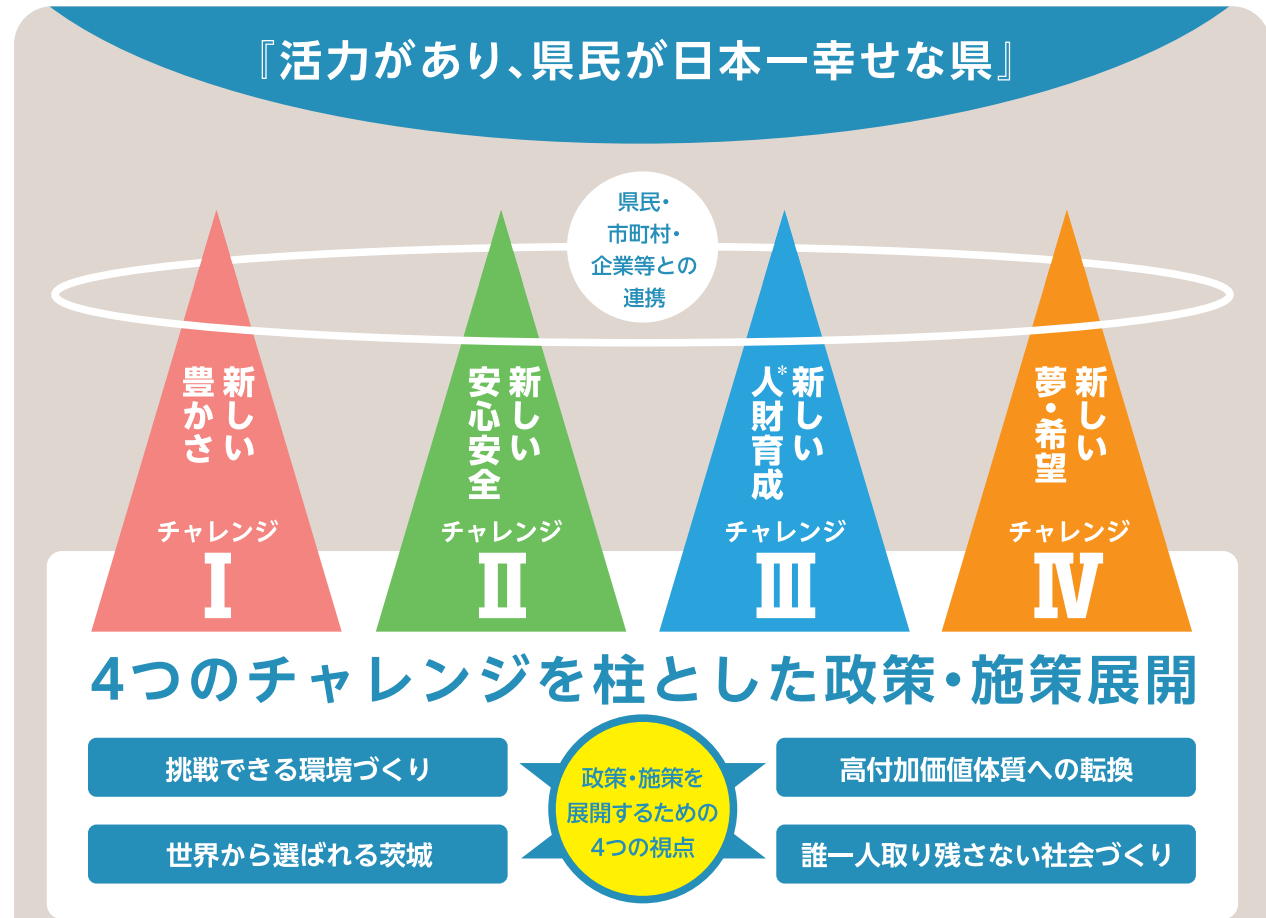 『活力があり、県民が日本一幸せな県』
県民・
市町村・
企業等との
連携
新しい
豊かさ
チャレンジ
Ⅰ
新しい
安心安全
チャレンジ
Ⅱ
新しい
人財育成
※
チャレンジ
Ⅲ
新しい
夢・希望
チャレンジ
Ⅳ
4つのチャレンジを柱とした政策・施策展開
挑戦できる環境づくり
世界から選ばれる茨城
政策・施策を
展開するための
4つの視点
高付加価値体質への転換
誰一人取り残さない社会づくり